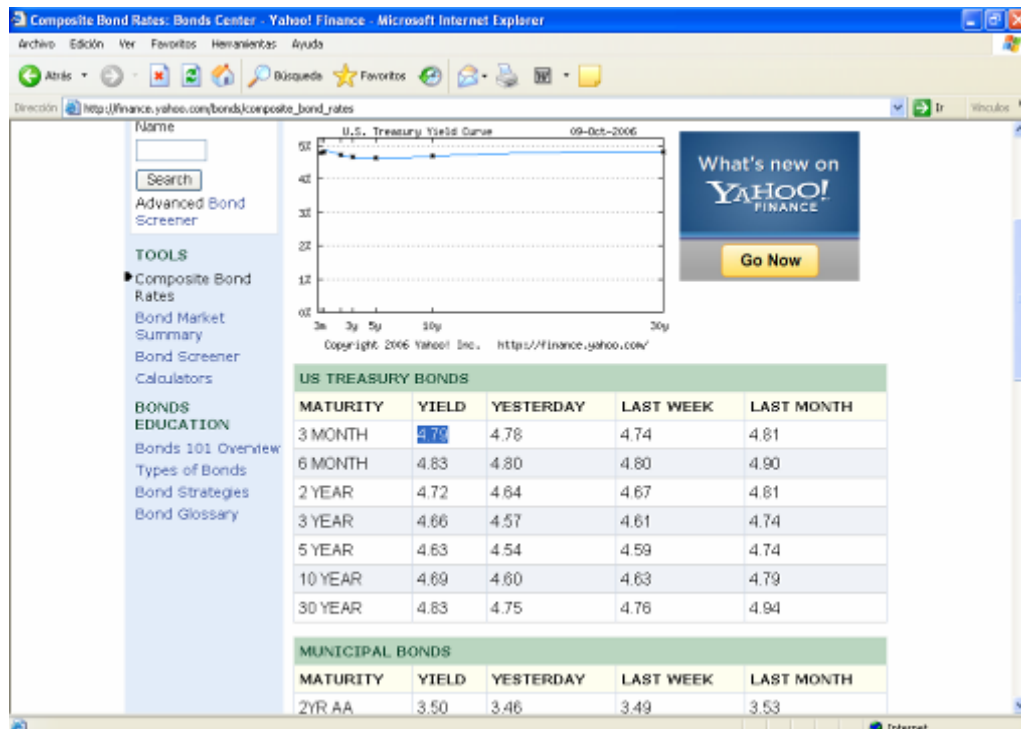 Composite Bond Rates: Bonds Center - Yahoo! Finance - Microsoft Internet Explorer
Archivo Edición Ver Favoritos Herramientas Ayuda
Atrás Búsqueda Favoritos
Dirección http://finance.yahoo.com/bonds/composite_bond_rates Ir Vínculos
Name
Search
Advanced Bond
Screener
TOOLS
Composite Bond
Rates
Bond Market
Summary
Bond Screener
Calculators
BONDS
EDUCATION
Bonds 101 Overview
Types of Bonds
Bond Strategies
Bond Glossary
U.S. Treasury Yield Curve 09-Oct-2006
5%
4%
3%
2%
1%
0%
3m 3y 5y 10y 30y
Copyright 2006 Yahoo! Inc. http://finance.yahoo.com/
What's new on
YAHOO!
FINANCE
Go Now
US TREASURY BONDS
MATURITY YIELD YESTERDAY LAST WEEK LAST MONTH
3 MONTH 4.79 4.78 4.74 4.81
6 MONTH 4.83 4.80 4.80 4.90
2 YEAR 4.72 4.64 4.67 4.81
3 YEAR 4.66 4.57 4.61 4.74
5 YEAR 4.63 4.54 4.59 4.74
10 YEAR 4.69 4.60 4.63 4.79
30 YEAR 4.83 4.75 4.76 4.94
MUNICIPAL BONDS
MATURITY YIELD YESTERDAY LAST WEEK LAST MONTH
2YR AA 3.50 3.46 3.49 3.53
Internet